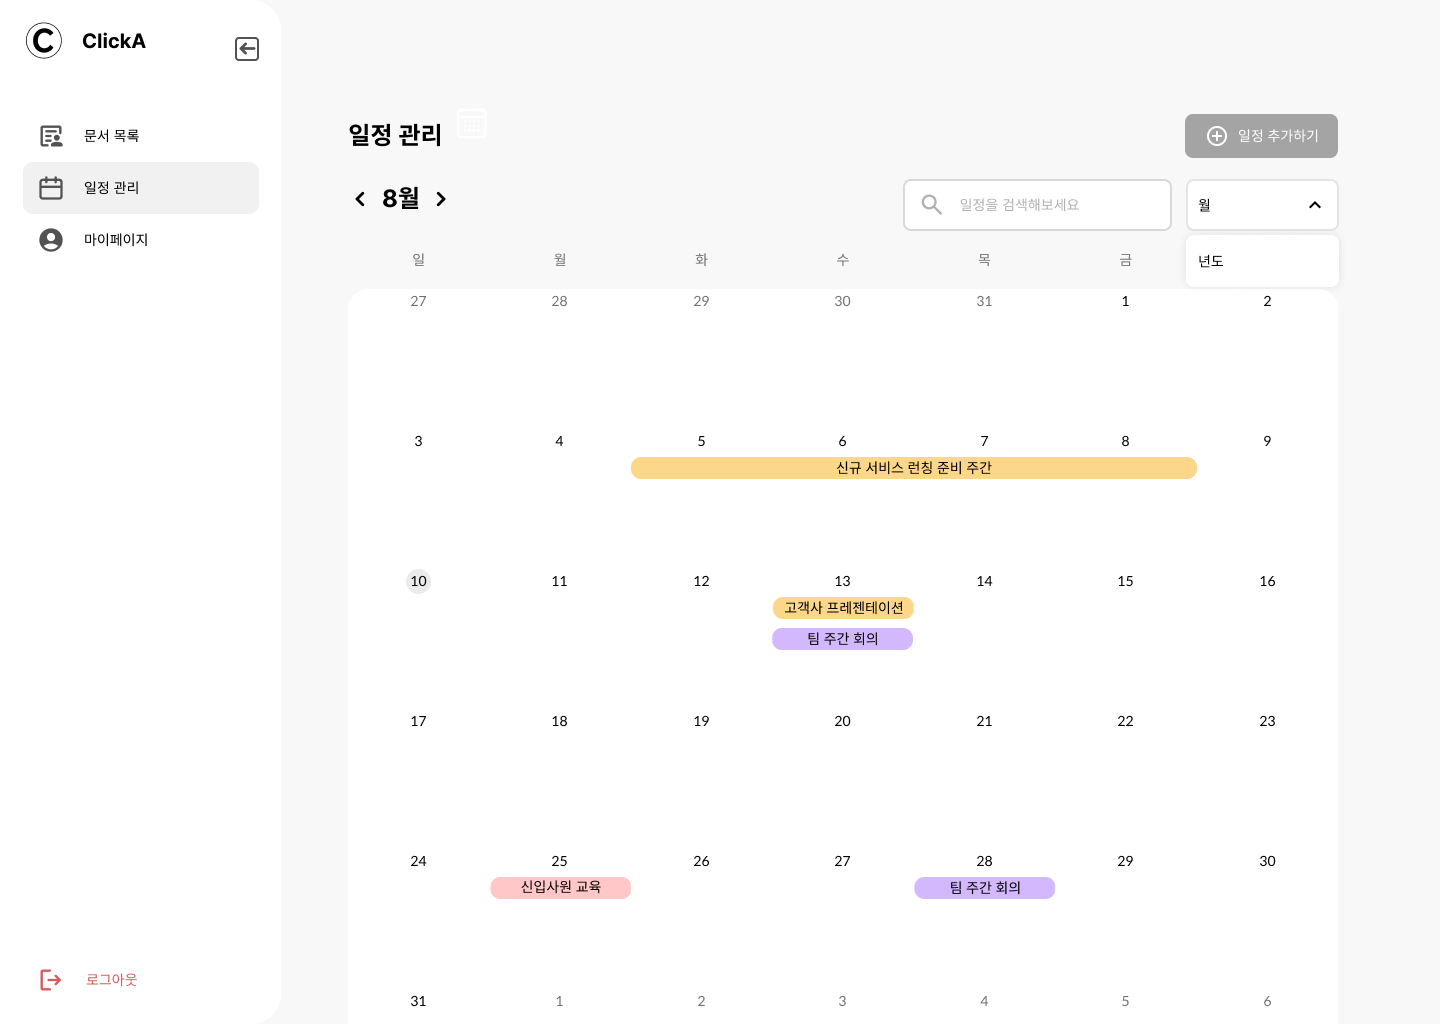 C ClickA
문서 목록
일정 관리
마이페이지
로그아웃
일정 관리
일정 추가하기
8월
일정을 검색해보세요
월
년도
일 월 화 수 목 금
27 28 29 30 31 1 2
3 4 5 6 7 8 9
신규 서비스 런칭 준비 주간
10 11 12 13 14 15 16
고객사 프레젠테이션
팀 주간 회의
17 18 19 20 21 22 23
24 25 26 27 28 29 30
신입사원 교육 팀 주간 회의
31 1 2 3 4 5 6